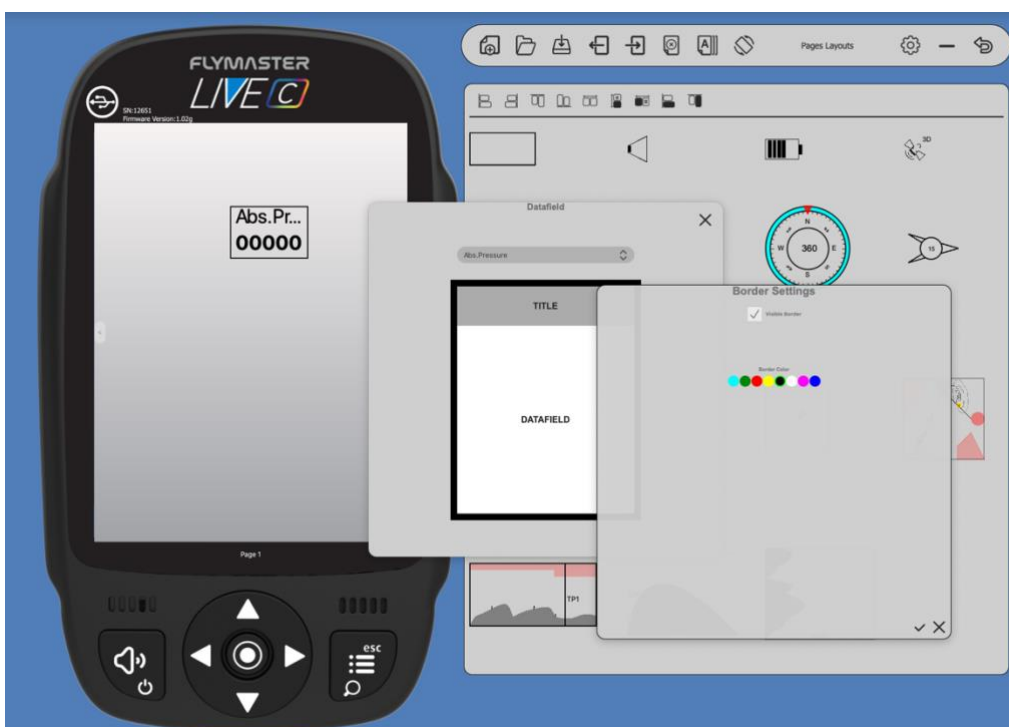 FLYMASTER
LIVE C
SN:12651
Firmware Version:1.02g
Abs.Pr...
00000
Page 1
esc
Pages Layouts
A
3D
N
W 360 E
S
15
Datafield
Abs.Pressure
TITLE
DATAFIELD
Border Settings
Visible Border
Border Color
TP1